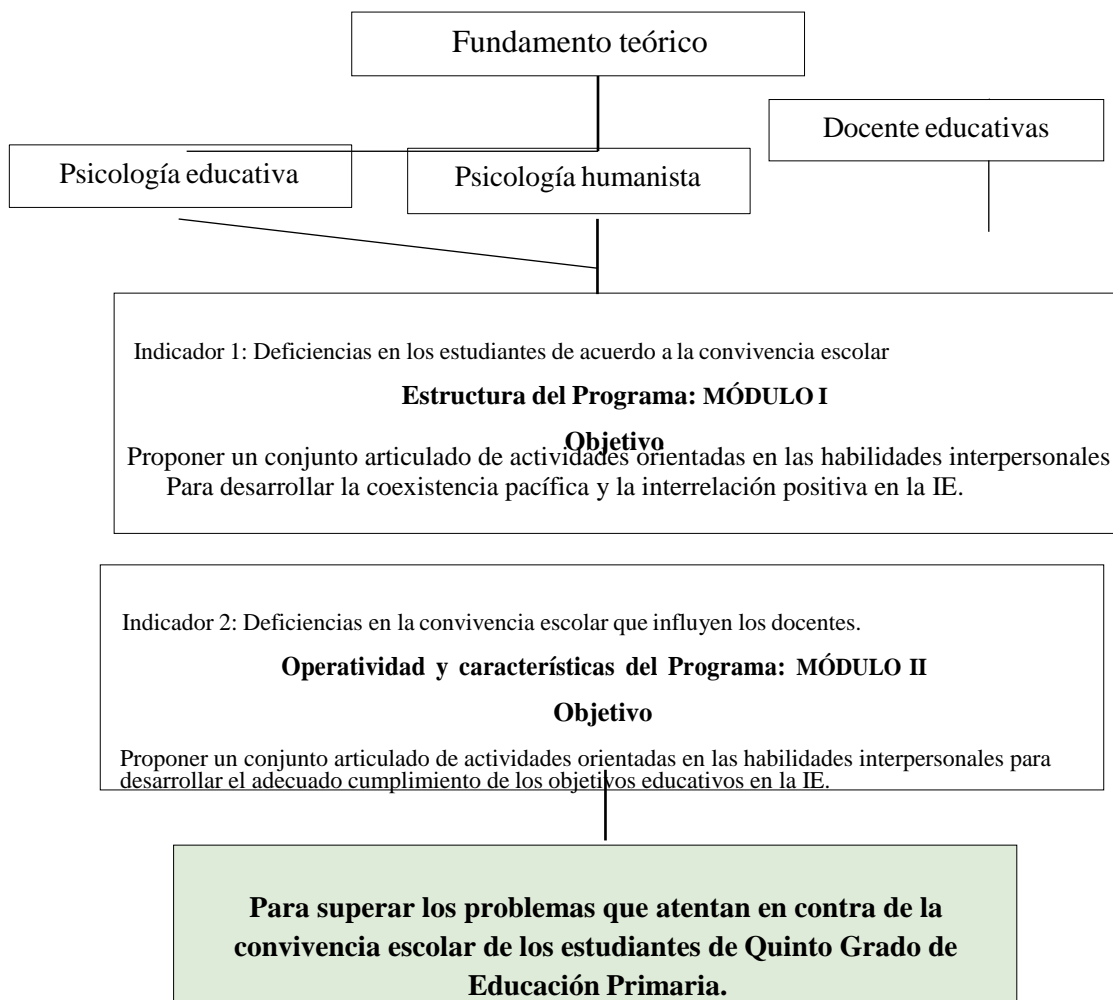 Fundamento teórico
Docente educativas
Psicología educativa
Psicología humanista
Indicador 1: Deficiencias en los estudiantes de acuerdo a la convivencia escolar
Estructura del Programa: MÓDULO I
Objetivo
Proponer un conjunto articulado de actividades orientadas en las habilidades interpersonales
Para desarrollar la coexistencia pacífica y la interrelación positiva en la IE.
Indicador 2: Deficiencias en la convivencia escolar que influyen los docentes.
Operatividad y características del Programa: MÓDULO II
Objetivo
Proponer un conjunto articulado de actividades orientadas en las habilidades interpersonales para
desarrollar el adecuado cumplimiento de los objetivos educativos en la IE.
Para superar los problemas que atentan en contra de la
convivencia escolar de los estudiantes de Quinto Grado de
Educación Primaria.